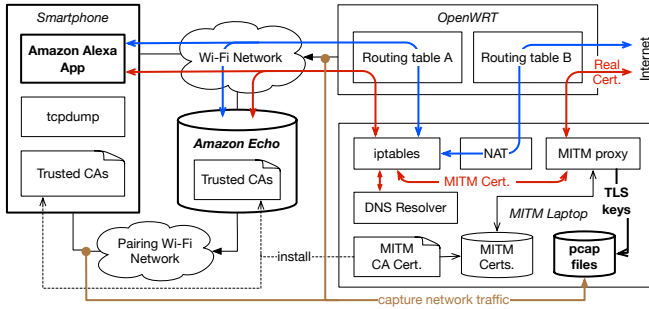 Smartphone
OpenWRT
Amazon Alexa
App
Wi-Fi Network
Routing table A
Routing table B
Real
Cert.
Internet
tcpdump
Amazon Echo
Trusted CAs
Trusted CAs
iptables
NAT
MITM proxy
MITM Cert.
TLS
keys
DNS Resolver
MITM Laptop
Pairing Wi-Fi
Network
install
MITM
CA Cert.
MITM
Certs.
pcap
files
capture network traffic